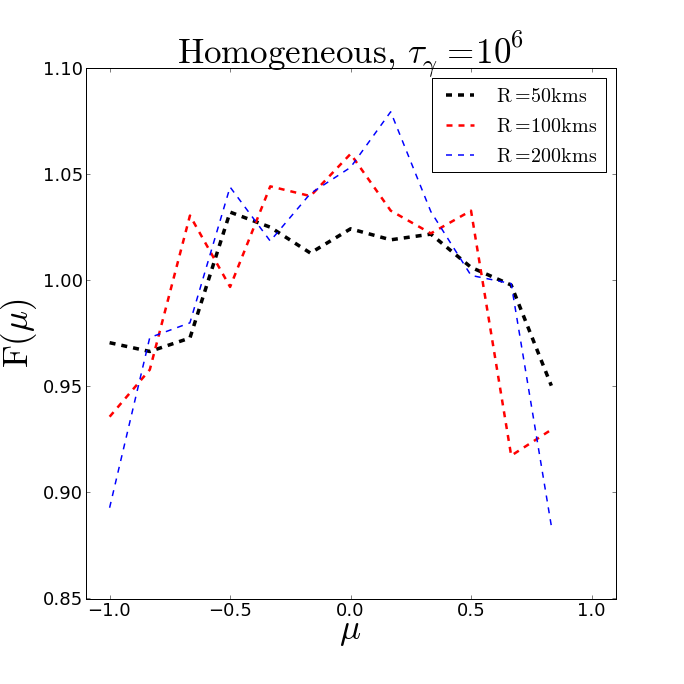 Homogeneous, τ_γ =10^6
1.10
1.05
1.00
0.95
0.90
0.85
F(μ)
R =50kms
R =100kms
R =200kms
−1.0 −0.5 0.0 0.5 1.0
μ